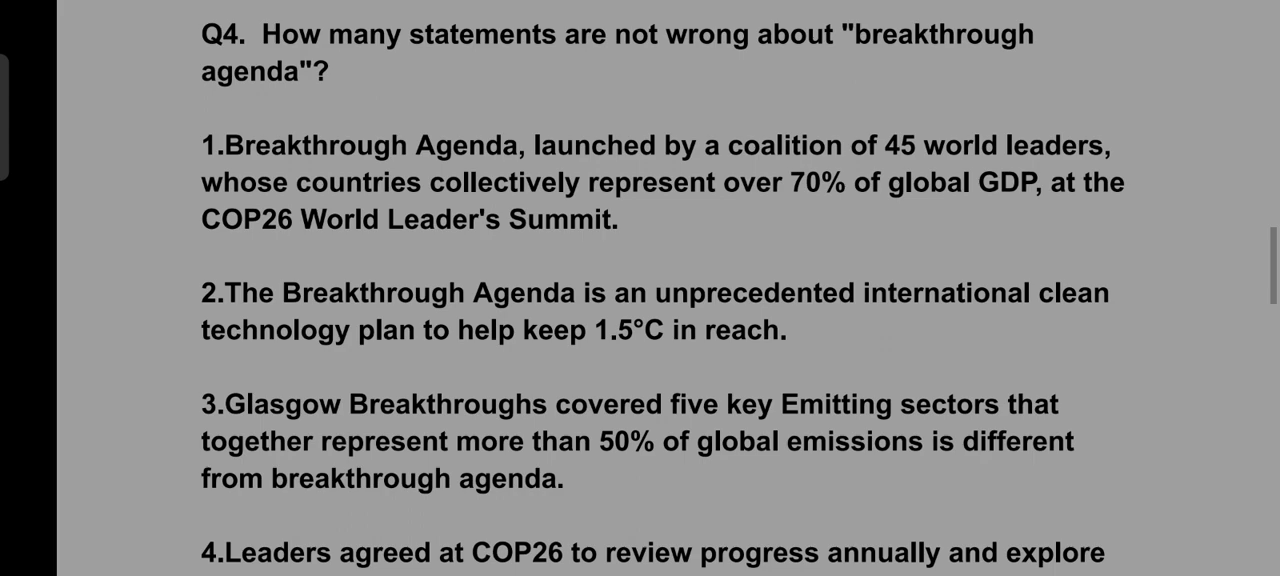 Q4.  How many statements are not wrong about "breakthrough
agenda"?
1.Breakthrough Agenda, launched by a coalition of 45 world leaders,
whose countries collectively represent over 70% of global GDP, at the
COP26 World Leader's Summit.
2.The Breakthrough Agenda is an unprecedented international clean
technology plan to help keep 1.5°C in reach.
3.Glasgow Breakthroughs covered five key Emitting sectors that
together represent more than 50% of global emissions is different
from breakthrough agenda.
4.Leaders agreed at COP26 to review progress annually and explore